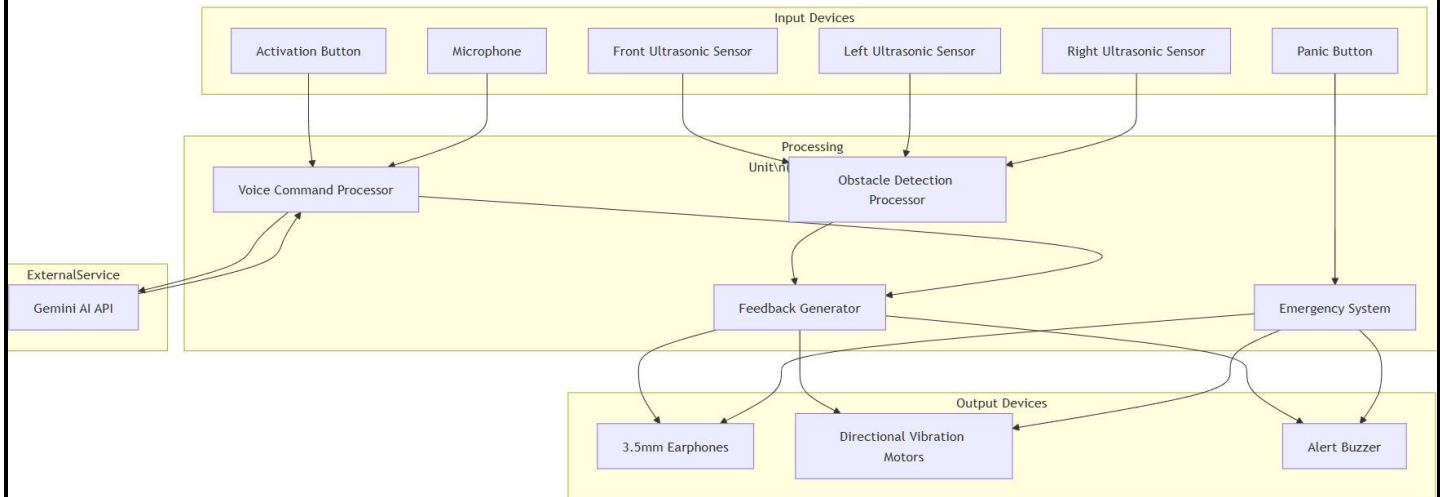 Input Devices
Activation Button
Microphone
Front Ultrasonic Sensor
Left Ultrasonic Sensor
Right Ultrasonic Sensor
Panic Button
Processing
Unit\n(
Voice Command Processor
Obstacle Detection
Processor
ExternalService
Gemini AI API
Feedback Generator
Emergency System
Output Devices
3.5mm Earphones
Directional Vibration
Motors
Alert Buzzer